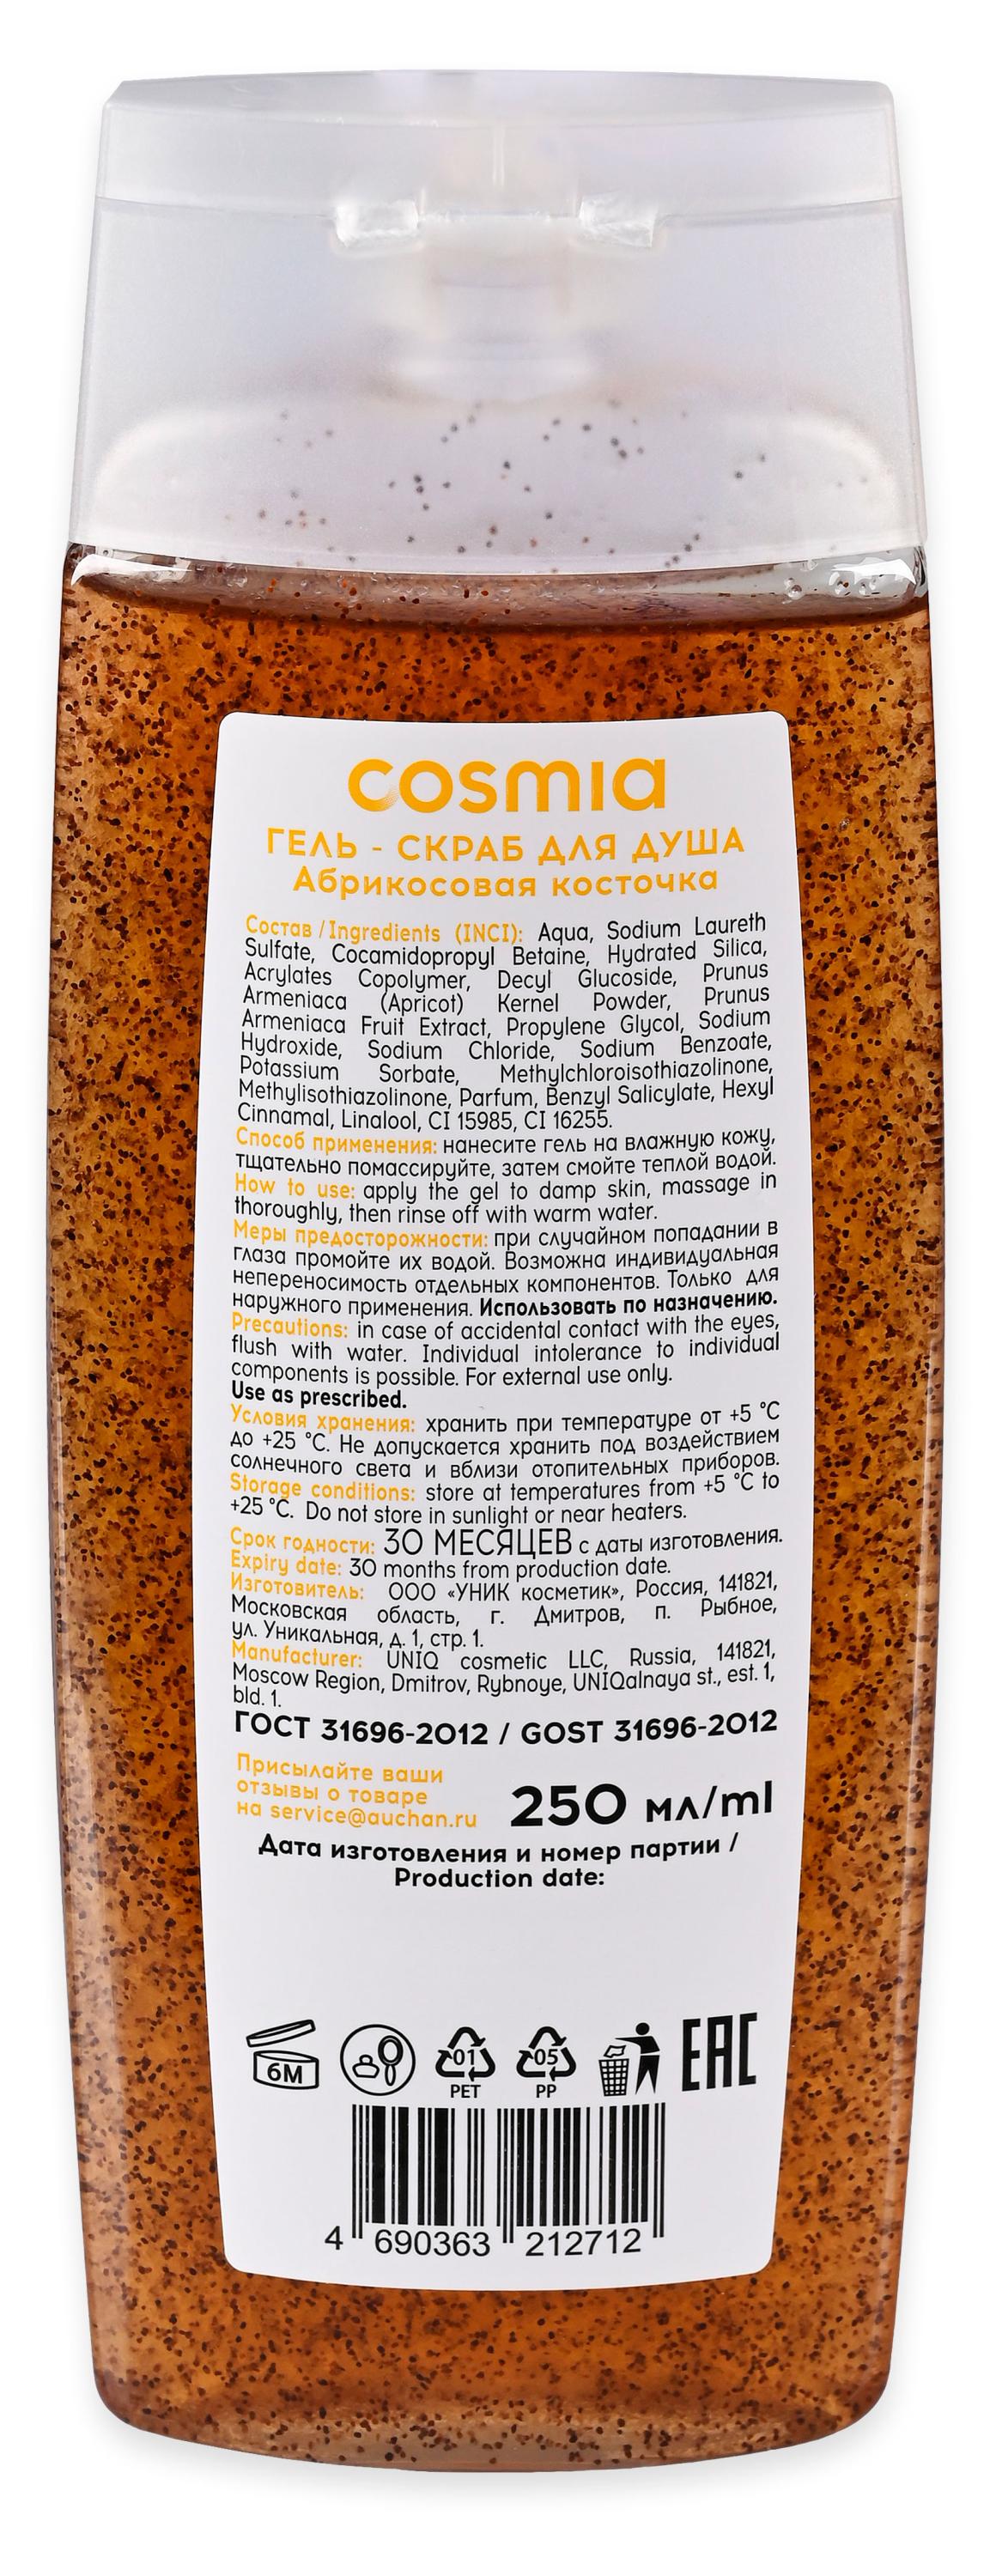 cosmia
ГЕЛЬ - СКРАБ ДЛЯ ДУША
Абрикосовая косточка
Состав / Ingredients (INCI): Aqua, Sodium Laureth
Sulfate, Cocamidopropyl Betaine, Hydrated Silica,
Acrylates Copolymer, Decyl Glucoside, Prunus
Armeniaca (Apricot) Kernel Powder, Prunus
Armeniaca Fruit Extract, Propylene Glycol, Sodium
Hydroxide, Sodium Chloride, Sodium Benzoate,
Potassium Sorbate, Methylchloroisothiazolinone,
Methylisothiazolinone, Parfum, Benzyl Salicylate, Hexyl
Cinnamal, Linalool, CI 15985, CI 16255.
Способ применения: нанесите гель на влажную кожу,
тщательно помассируйте, затем смойте теплой водой.
How to use: apply the gel to damp skin, massage in
thoroughly, then rinse off with warm water.
Меры предосторожности: при случайном попадании в
глаза промойте их водой. Возможна индивидуальная
непереносимость отдельных компонентов. Только для
наружного применения. Использовать по назначению.
Precautions: in case of accidental contact with the eyes,
flush with water. Individual intolerance to individual
components is possible. For external use only.
Use as prescribed.
Условия хранения: хранить при температуре от +5 °C
до +25 °C. Не допускается хранить под воздействием
солнечного света и вблизи отопительных приборов.
Storage conditions: store at temperatures from +5 °C to
+25 °C. Do not store in sunlight or near heaters.
Срок годности: 30 МЕСЯЦЕВ с даты изготовления.
Expiry date: 30 months from production date.
Изготовитель: ООО «УНИК косметик», Россия, 141821,
Московская область, г. Дмитров, п. Рыбное,
ул. Уникальная, д. 1, стр. 1.
Manufacturer: UNIQ cosmetic LLC, Russia, 141821,
Moscow Region, Dmitrov, Rybnoye, UNIQalnaya st., est. 1,
bld. 1.
ГОСТ 31696-2012 / GOST 31696-2012
Присылайте ваши
отзывы о товаре
на service@auchan.ru
250 мл/ml
Дата изготовления и номер партии /
Production date:
6M
01
PET
05
PP
EAC
4 690363 212712